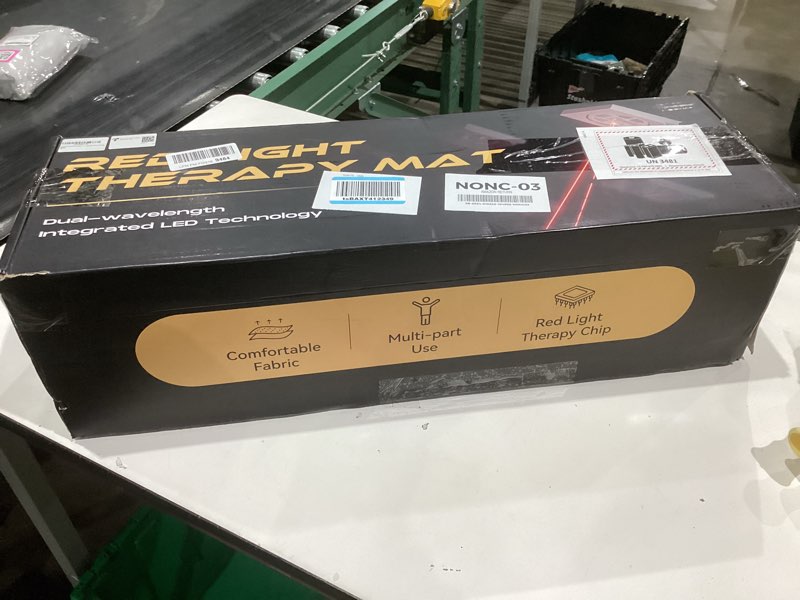 RED LIGHT
THERAPY MAT
Dual-wavelength
Integrated LED Technology
LsRAXT412349
NONC-03
UN 3481
Comfortable
Fabric
Multi-part
Use
Red Light
Therapy Chip